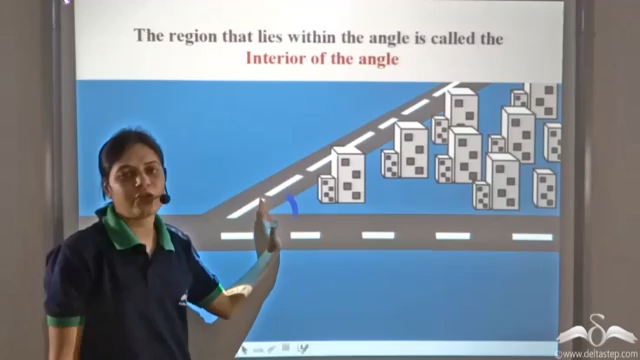 The region that lies within the angle is called the
Interior of the angle
www.deltastep.com